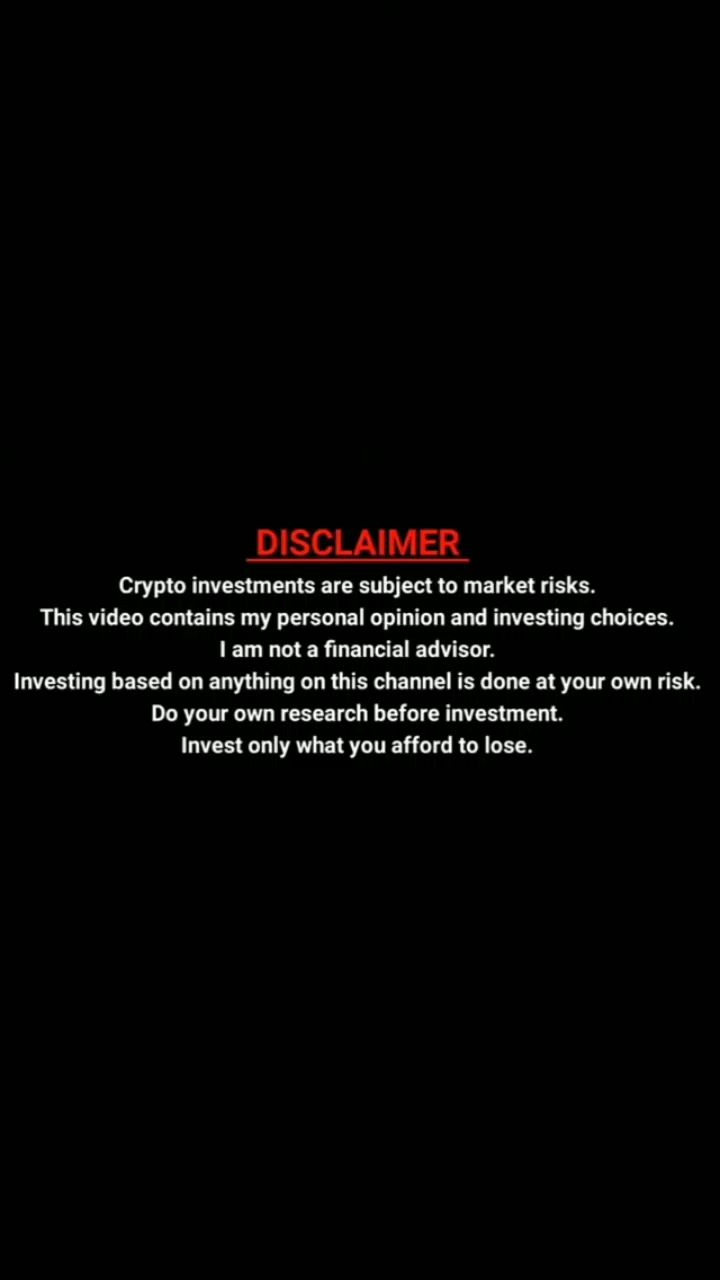 DISCLAIMER
Crypto investments are subject to market risks.
This video contains my personal opinion and investing choices.
I am not a financial advisor.
Investing based on anything on this channel is done at your own risk.
Do your own research before investment.
Invest only what you afford to lose.